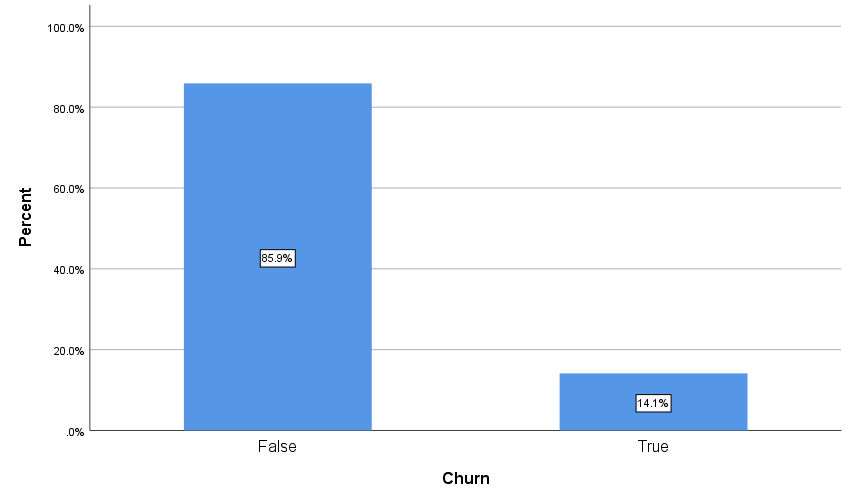 Percent
100.0%
80.0%
60.0%
40.0%
20.0%
.0%
85.9%
14.1%
False
True
Churn